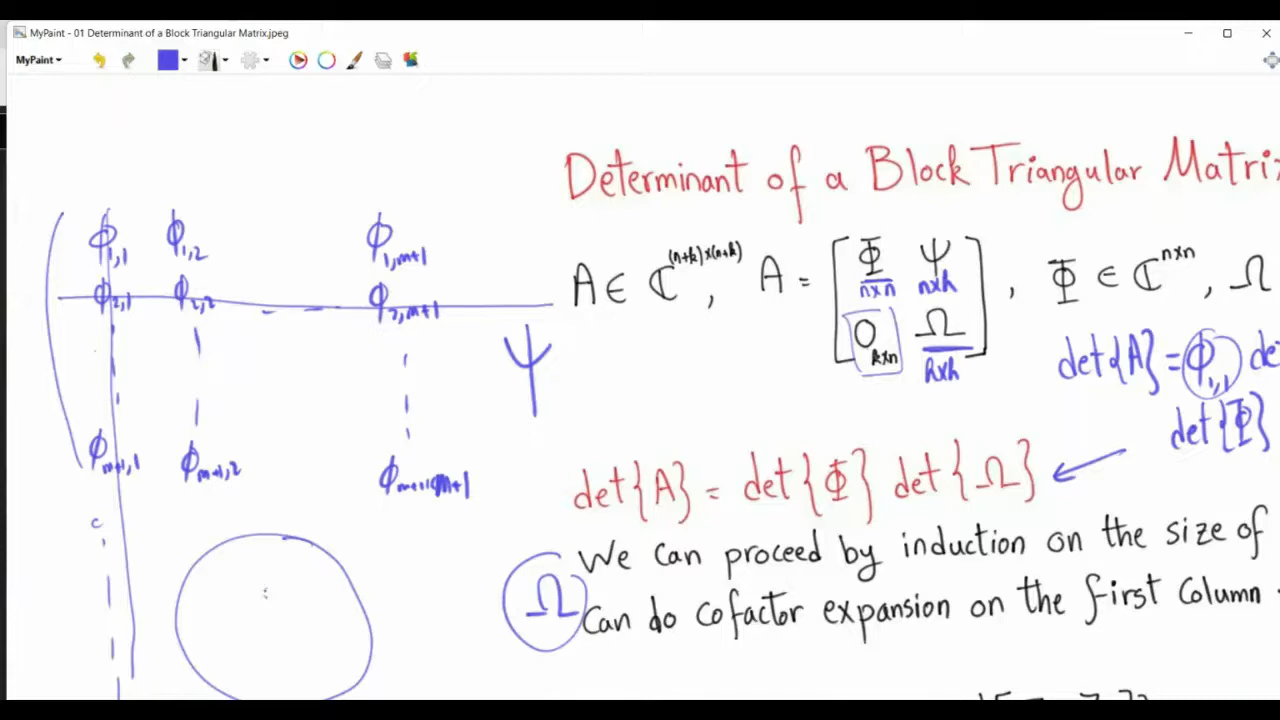 MyPaint - 01 Determinant of a Block Triangular Matrix.jpeg
MyPaint
Determinant of a Block Triangular Matrix
A ∈ ℂ^{(n+k)×(n+k)}, A = [ Φ_{n×n} Ψ_{n×k} ; 0_{k×n} Ω_{k×k} ], Φ ∈ ℂ^{n×n}, Ω
det{A} = ϕ_{1,1} de
det{Φ}
det{A} = det{Φ} det{Ω}
We can proceed by induction on the size of
Can do cofactor expansion on the first column
ϕ_{1,1} ϕ_{1,2} ϕ_{1,m+1}
ϕ_{2,1} ϕ_{2,2} ϕ_{2,m+1}
Ψ
ϕ_{m+1,1} ϕ_{m+1,2} ϕ_{m+1,m+1}
Ω